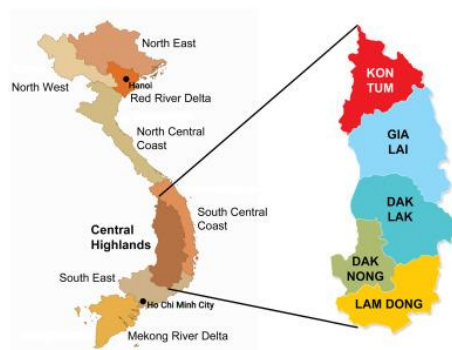 North East
North West
Hanoi
Red River Delta
North Central
Coast
Central
Highlands
South Central
Coast
South East
Ho Chi Minh City
Mekong River Delta
KON
TUM
GIA
LAI
DAK
LAK
DAK
NONG
LAM DONG